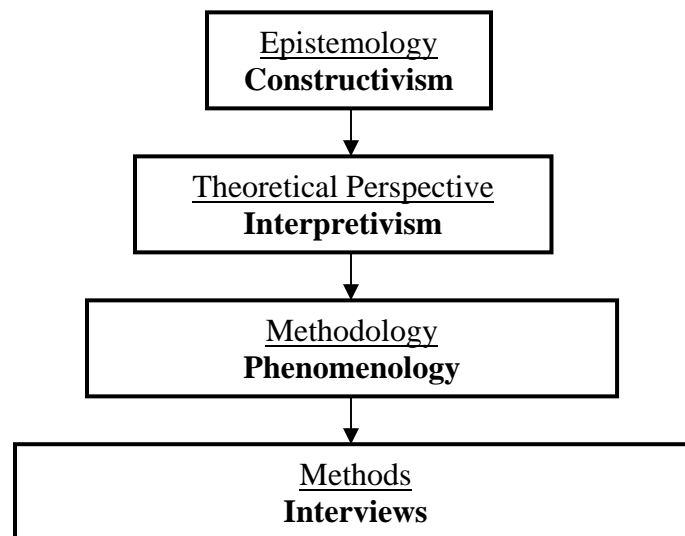 Epistemology
Constructivism
Theoretical Perspective
Interpretivism
Methodology
Phenomenology
Methods
Interviews